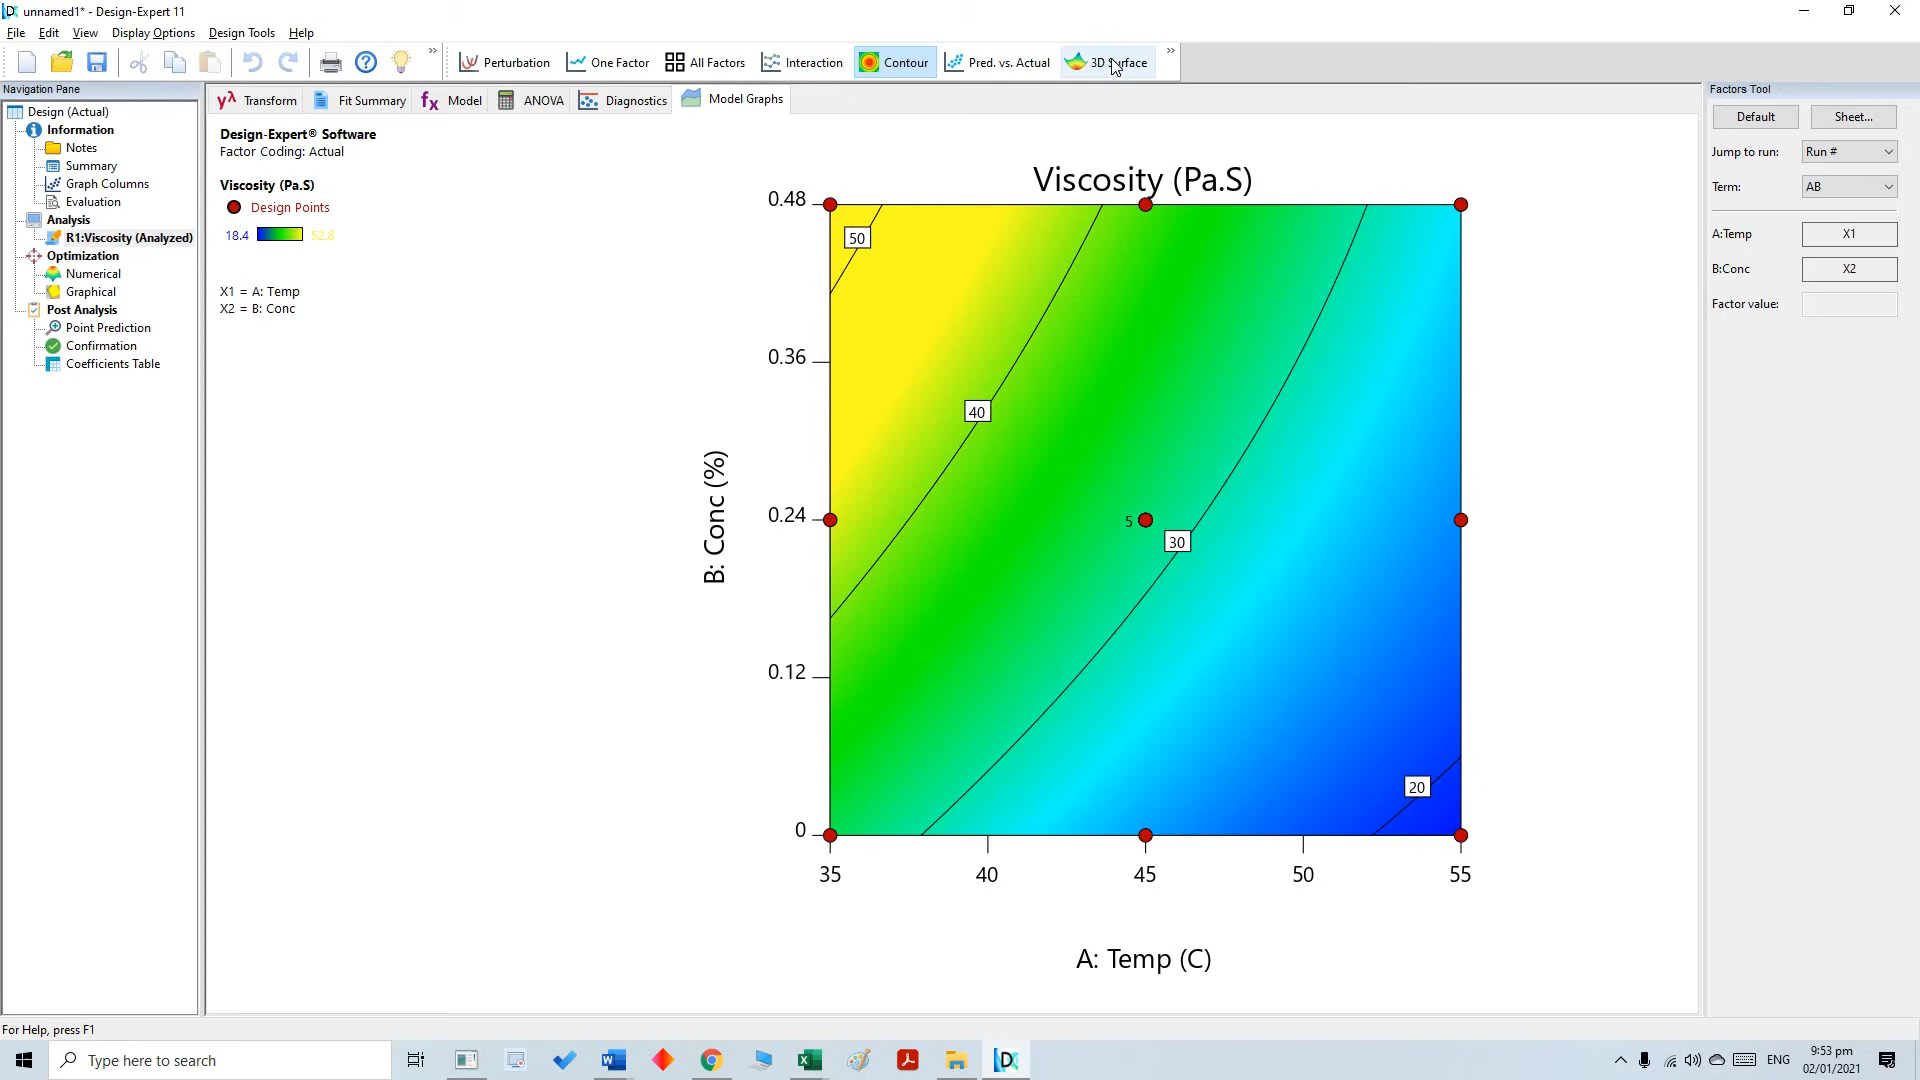 unnamed1* - Design-Expert 11
File Edit View Display Options Design Tools Help
Perturbation One Factor All Factors Interaction Contour Pred. vs. Actual 3D Surface
Navigation Pane
Design (Actual)
Information
Notes
Summary
Graph Columns
Evaluation
Analysis
R1:Viscosity (Analyzed)
Optimization
Numerical
Graphical
Post Analysis
Point Prediction
Confirmation
Coefficients Table
Transform Fit Summary Model ANOVA Diagnostics Model Graphs
Design-Expert® Software
Factor Coding: Actual
Viscosity (Pa.S)
Design Points
18.4 52.8
X1 = A: Temp
X2 = B: Conc
Viscosity (Pa.S)
0.48
0.36
0.24
0.12
0
B: Conc (%)
50
40
5
30
20
35 40 45 50 55
A: Temp (C)
Factors Tool
Default Sheet...
Jump to run: Run #
Term: AB
A:Temp X1
B:Conc X2
Factor value:
For Help, press F1
Type here to search
ENG
9:53 pm
02/01/2021